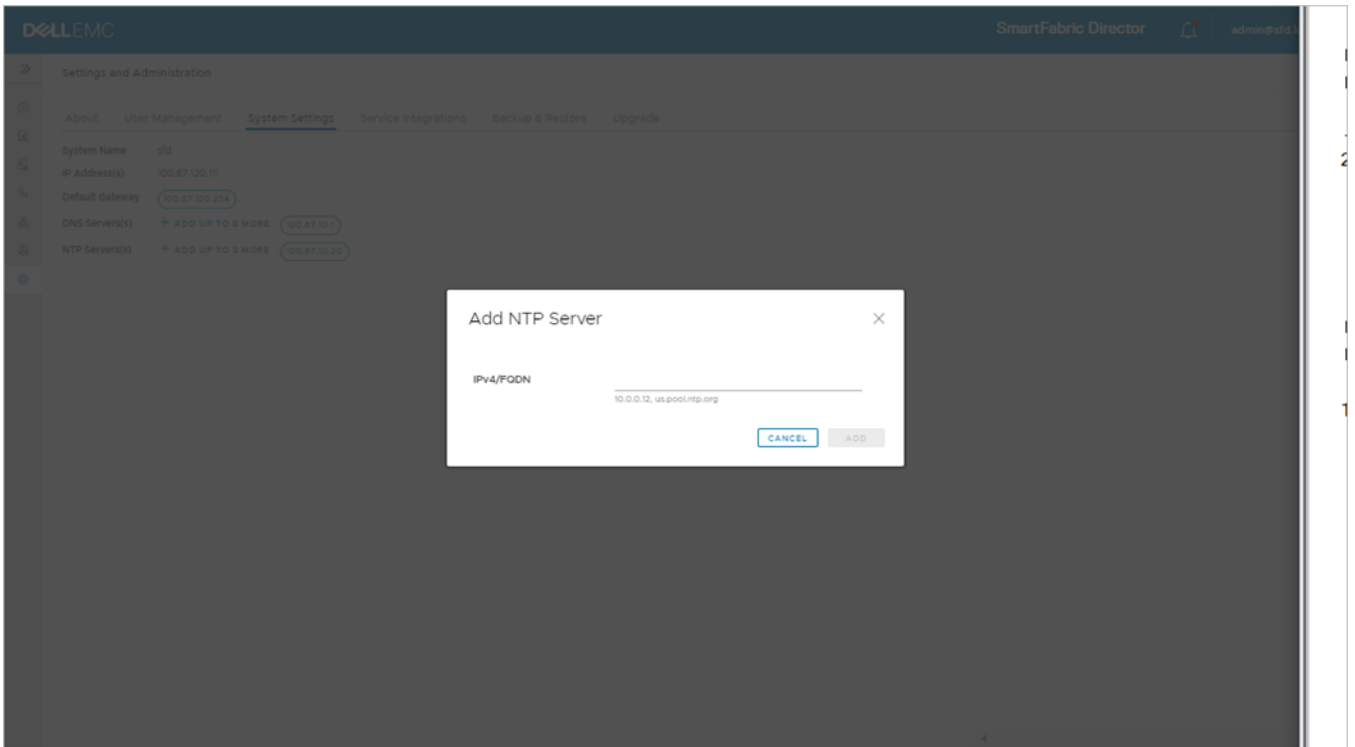 DELLEMC
SmartFabric Director
admin@sfd.l
Settings and Administration
About User Management System Settings Service Integrations Backup & Restore Upgrade
System Name sfd
IP Address(s) 100.67.120.111
Default Gateway 100.67.120.254
DNS Servers(s) + ADD UP TO 3 MORE 100.67.10.1
NTP Servers(s) + ADD UP TO 3 MORE 100.67.10.20
Add NTP Server
IPv4/FQDN
10.0.0.12, us.pool.ntp.org
CANCEL ADD
2
1